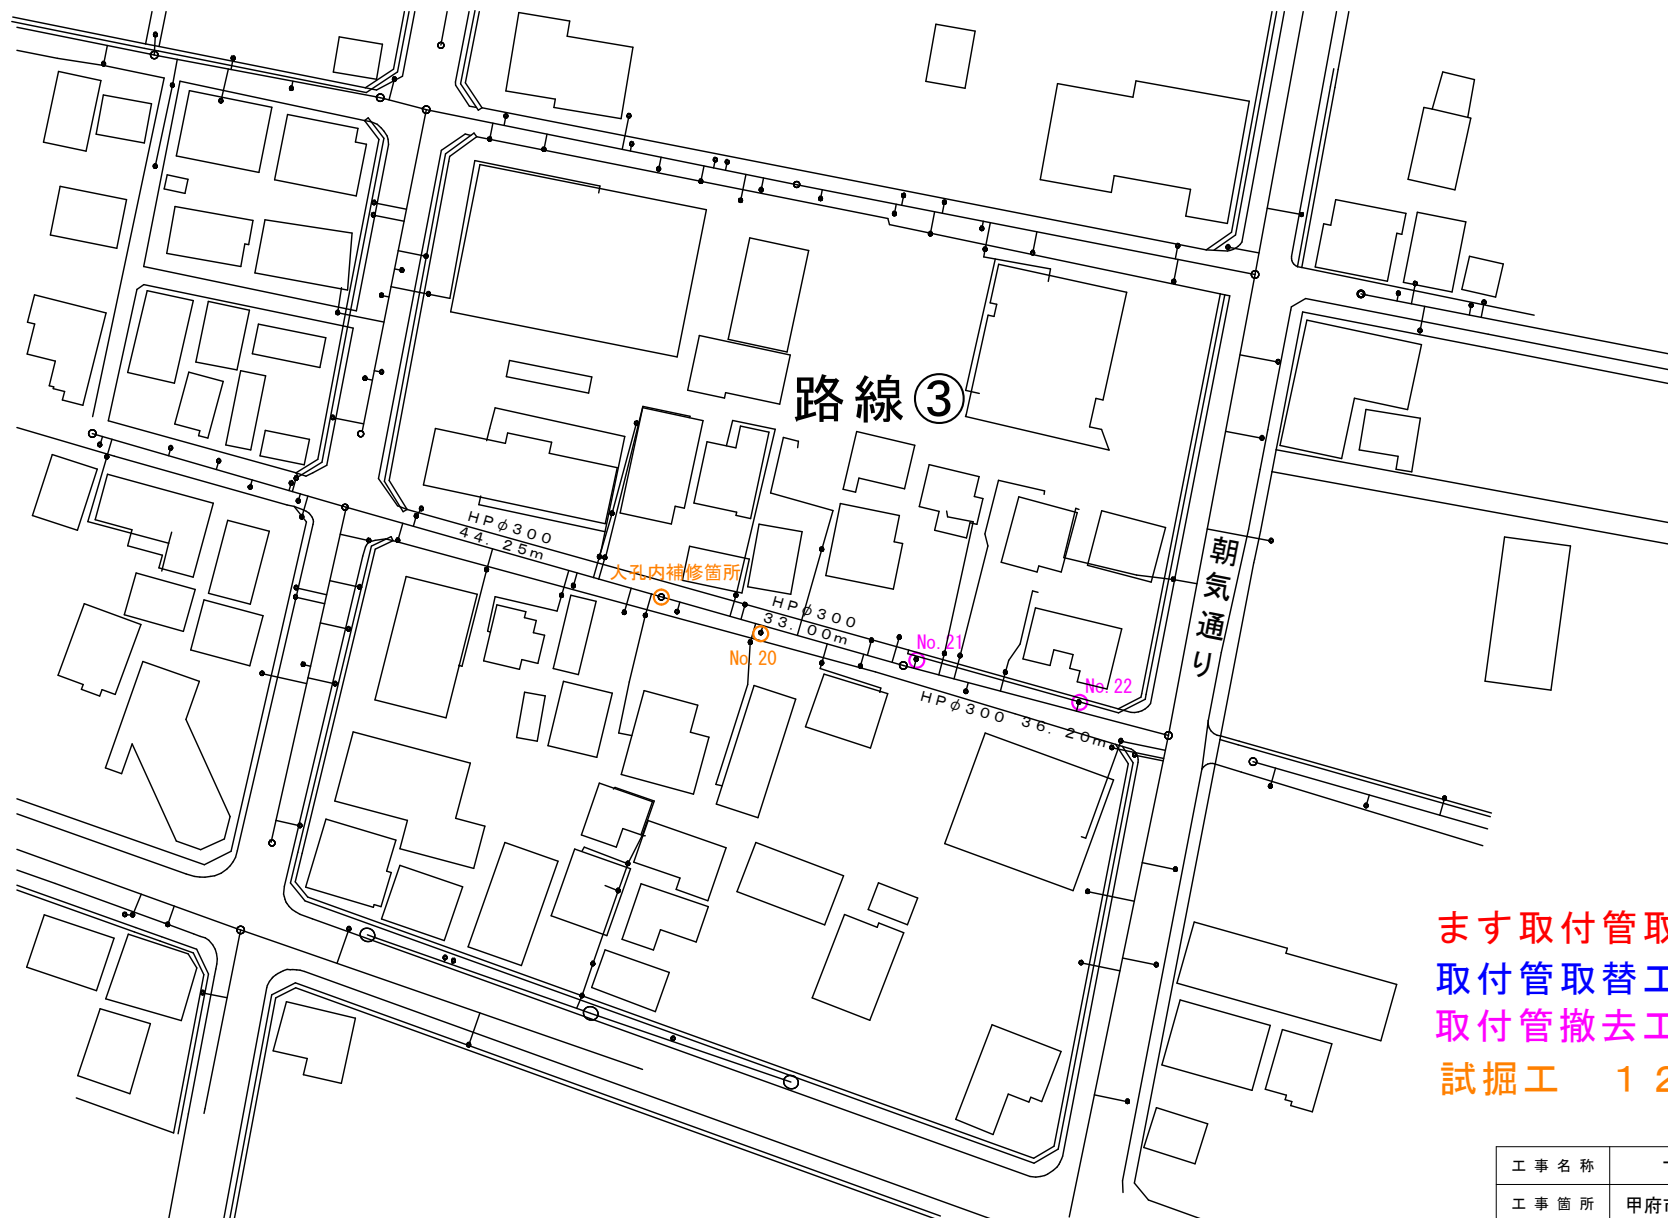 路線③
HPφ300
44.25m
人孔内補修箇所
HPφ300
33.00m
No.20
No.21
No.22
HPφ300 36.20m
朝気通り
ます取付管取
取付管取替工
取付管撤去工
試掘工 12
工事名称
工事箇所 甲府市